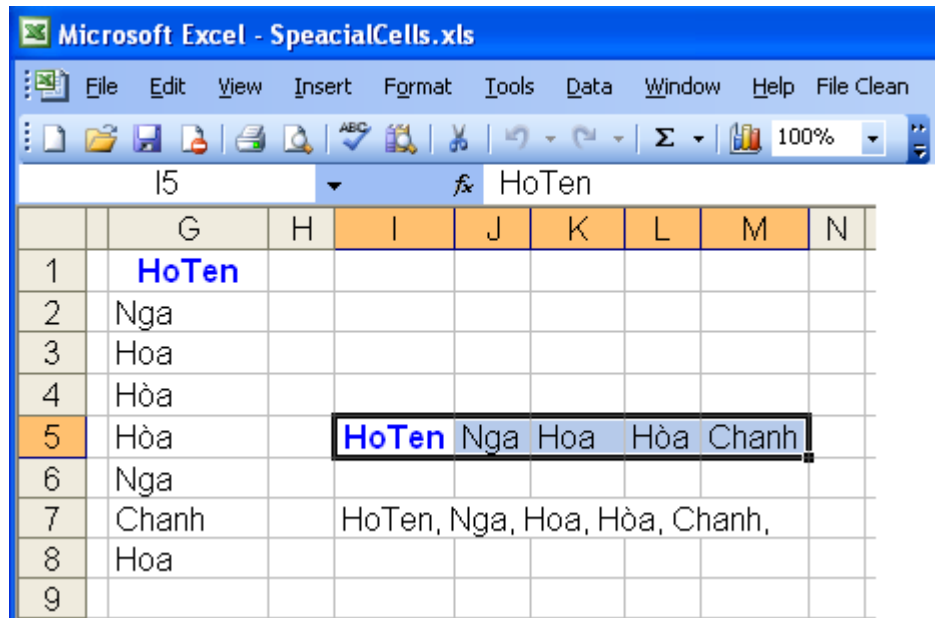 Microsoft Excel - SpeacialCells.xls
File Edit View Insert Format Tools Data Window Help File Clean
ABC Σ 100%
I5 fx HoTen
G H I J K L M N
1 HoTen
2 Nga
3 Hoa
4 Hòa
5 Hòa HoTen Nga Hoa Hòa Chanh
6 Nga
7 Chanh HoTen, Nga, Hoa, Hòa, Chanh,
8 Hoa
9